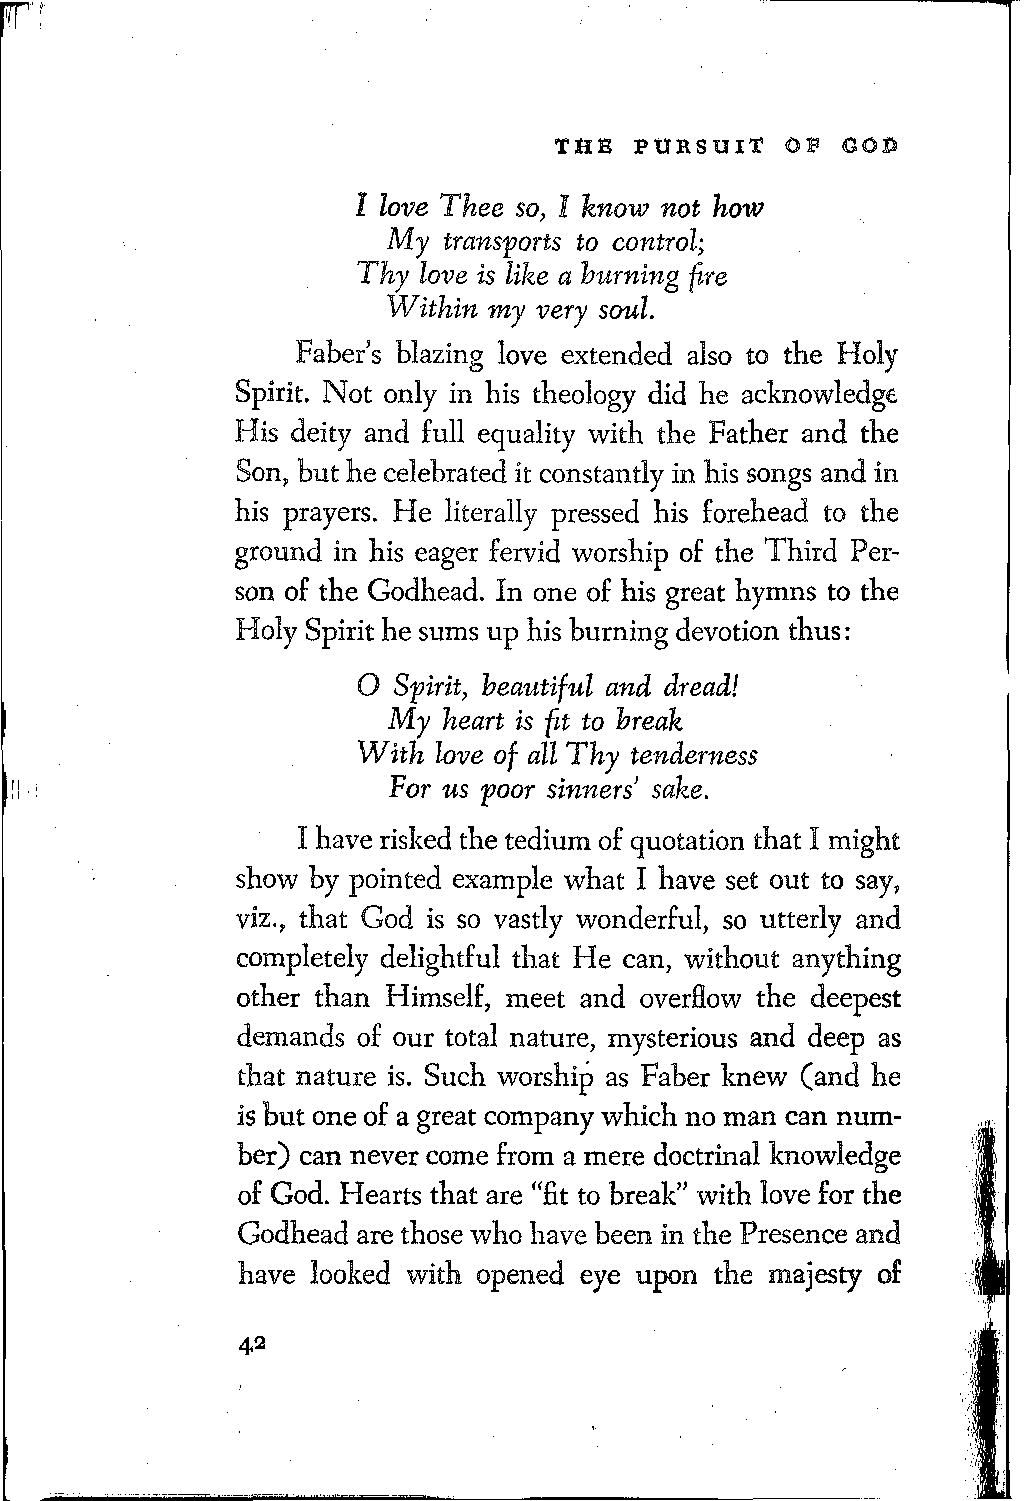 THE PURSUIT OF GOD
I love Thee so, I know not how
My transports to control;
Thy love is like a burning fire
Within my very soul.
Faber's blazing love extended also to the Holy
Spirit. Not only in his theology did he acknowledge
His deity and full equality with the Father and the
Son, but he celebrated it constantly in his songs and in
his prayers. He literally pressed his forehead to the
ground in his eager fervid worship of the Third Per-
son of the Godhead. In one of his great hymns to the
Holy Spirit he sums up his burning devotion thus:
O Spirit, beautiful and dread!
My heart is fit to break
With love of all Thy tenderness
For us poor sinners' sake.
I have risked the tedium of quotation that I might
show by pointed example what I have set out to say,
viz., that God is so vastly wonderful, so utterly and
completely delightful that He can, without anything
other than Himself, meet and overflow the deepest
demands of our total nature, mysterious and deep as
that nature is. Such worship as Faber knew (and he
is but one of a great company which no man can num-
ber) can never come from a mere doctrinal knowledge
of God. Hearts that are "fit to break" with love for the
Godhead are those who have been in the Presence and
have looked with opened eye upon the majesty of
42